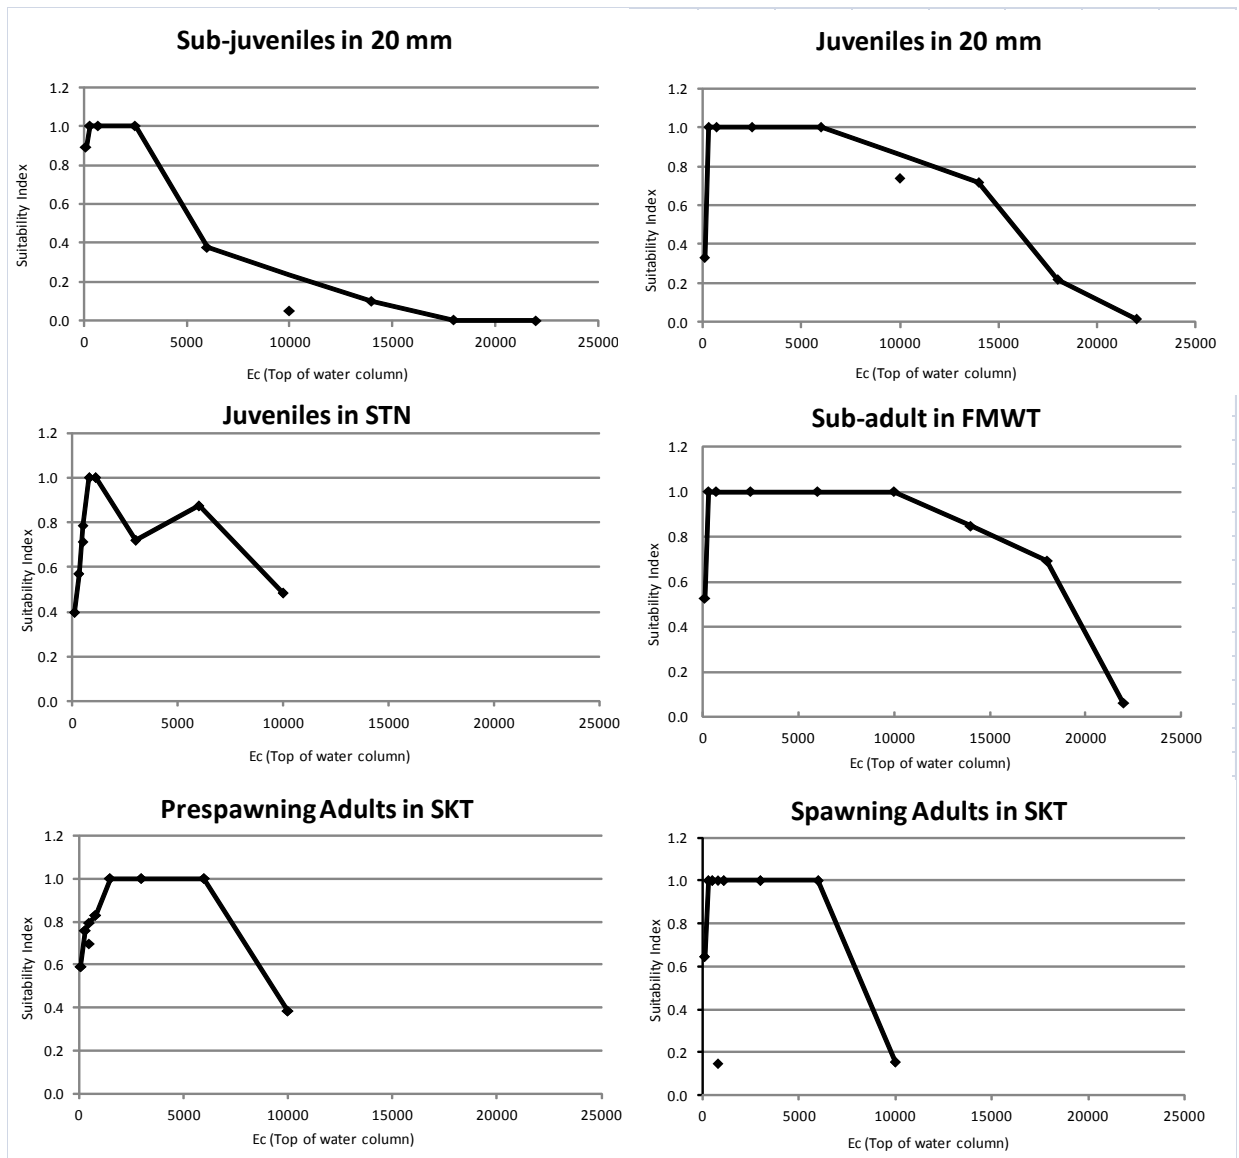 Sub-juveniles in 20 mm
1.2
1.0
0.8
0.6
0.4
0.2
0.0
Suitability Index
0 5000 10000 15000 20000 25000
Ec (Top of water column)
Juveniles in 20 mm
1.2
1.0
0.8
0.6
0.4
0.2
0.0
Suitability Index
0 5000 10000 15000 20000 25000
Ec (Top of water column)
Juveniles in STN
1.2
1.0
0.8
0.6
0.4
0.2
0.0
Suitability Index
0 5000 10000 15000 20000 25000
Ec (Top of water column)
Sub-adult in FMWT
1.2
1.0
0.8
0.6
0.4
0.2
0.0
Suitability Index
0 5000 10000 15000 20000 25000
Ec (Top of water column)
Prespawning Adults in SKT
1.2
1.0
0.8
0.6
0.4
0.2
0.0
Suitability Index
0 5000 10000 15000 20000 25000
Ec (Top of water column)
Spawning Adults in SKT
1.2
1.0
0.8
0.6
0.4
0.2
0.0
Suitability Index
0 5000 10000 15000 20000 25000
Ec (Top of water column)